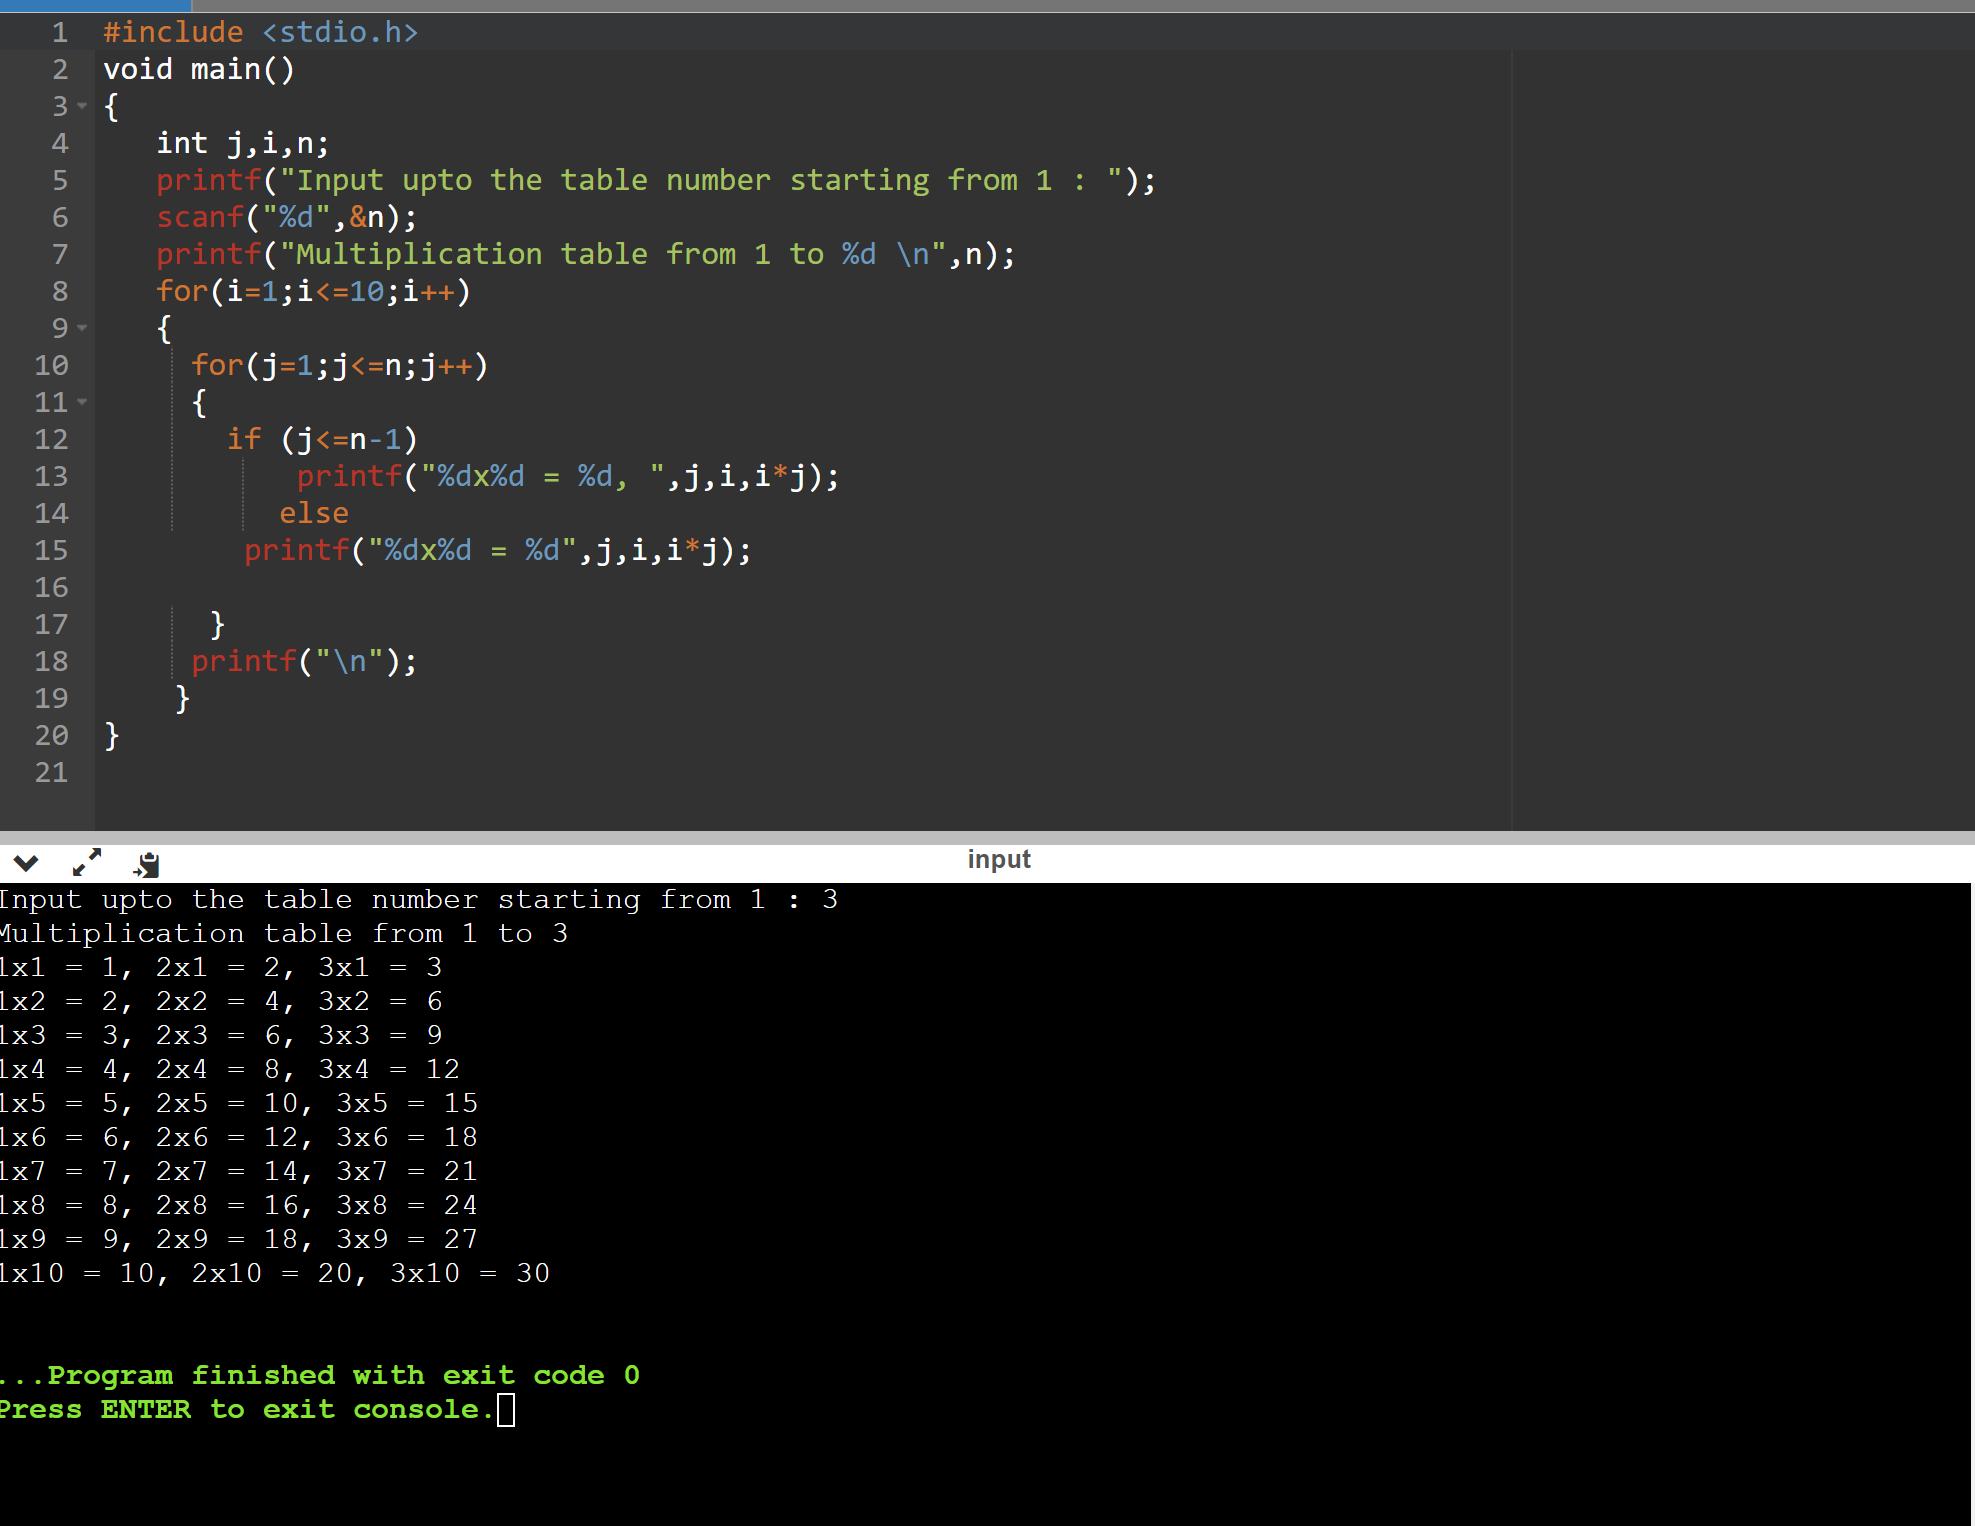 1 #include <stdio.h>
2 void main()
3 {
4 int j,i,n;
5 printf("Input upto the table number starting from 1 : ");
6 scanf("%d",&n);
7 printf("Multiplication table from 1 to %d \n",n);
8 for(i=1;i<=10;i++)
9 {
10 for(j=1;j<=n;j++)
11 {
12 if (j<=n-1)
13 printf("%dx%d = %d, ",j,i,i*j);
14 else
15 printf("%dx%d = %d",j,i,i*j);
16
17 }
18 printf("\n");
19 }
20 }
21
input
Input upto the table number starting from 1 : 3
Multiplication table from 1 to 3
1x1 = 1, 2x1 = 2, 3x1 = 3
1x2 = 2, 2x2 = 4, 3x2 = 6
1x3 = 3, 2x3 = 6, 3x3 = 9
1x4 = 4, 2x4 = 8, 3x4 = 12
1x5 = 5, 2x5 = 10, 3x5 = 15
1x6 = 6, 2x6 = 12, 3x6 = 18
1x7 = 7, 2x7 = 14, 3x7 = 21
1x8 = 8, 2x8 = 16, 3x8 = 24
1x9 = 9, 2x9 = 18, 3x9 = 27
1x10 = 10, 2x10 = 20, 3x10 = 30
...Program finished with exit code 0
Press ENTER to exit console.